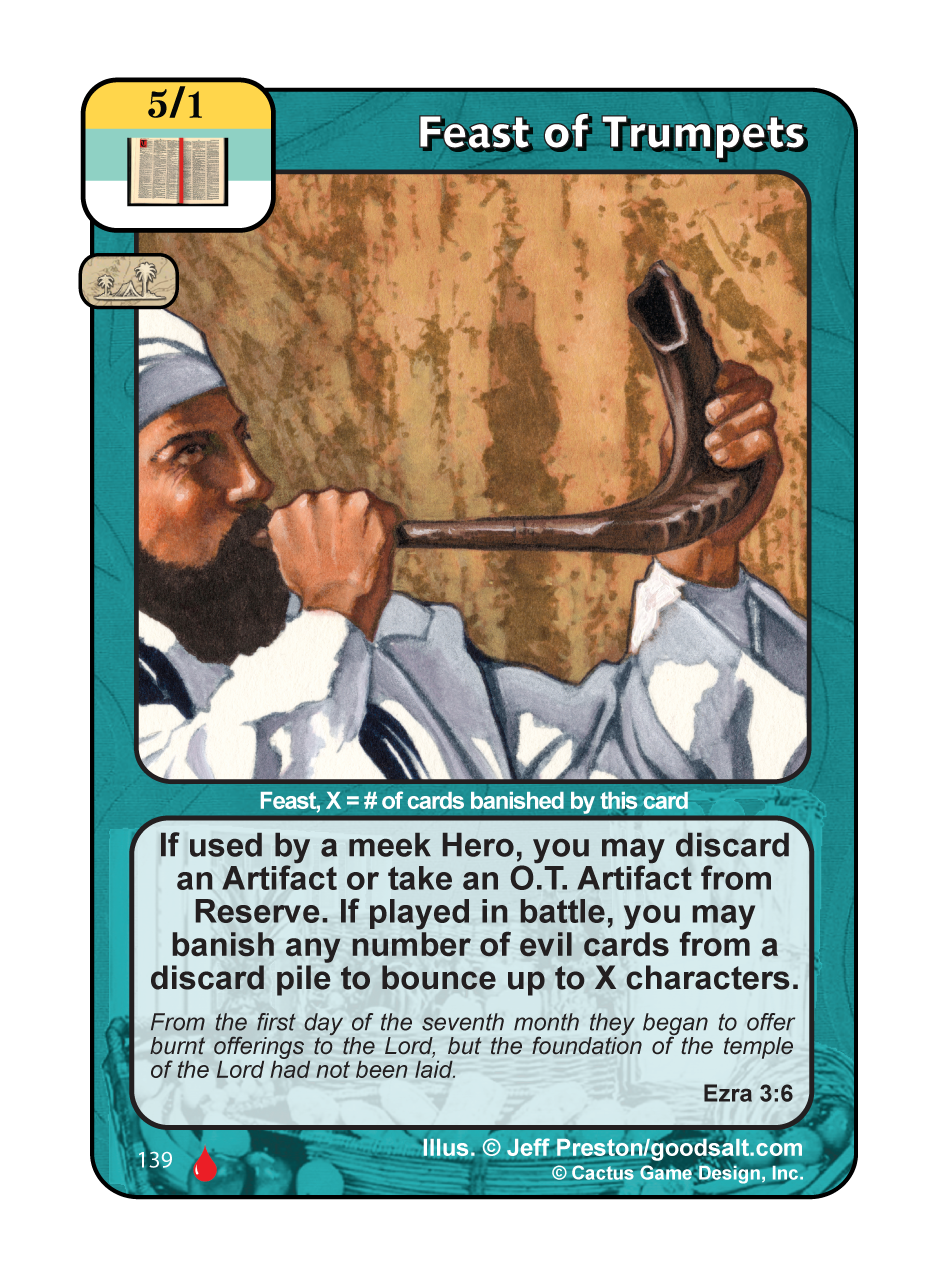 5/1
Feast of Trumpets
Feast, X = # of cards banished by this card
If used by a meek Hero, you may discard
an Artifact or take an O.T. Artifact from
Reserve. If played in battle, you may
banish any number of evil cards from a
discard pile to bounce up to X characters.
From the first day of the seventh month they began to offer
burnt offerings to the Lord, but the foundation of the temple
of the Lord had not been laid.
Ezra 3:6
139
Illus. © Jeff Preston/goodsalt.com
© Cactus Game Design, Inc.